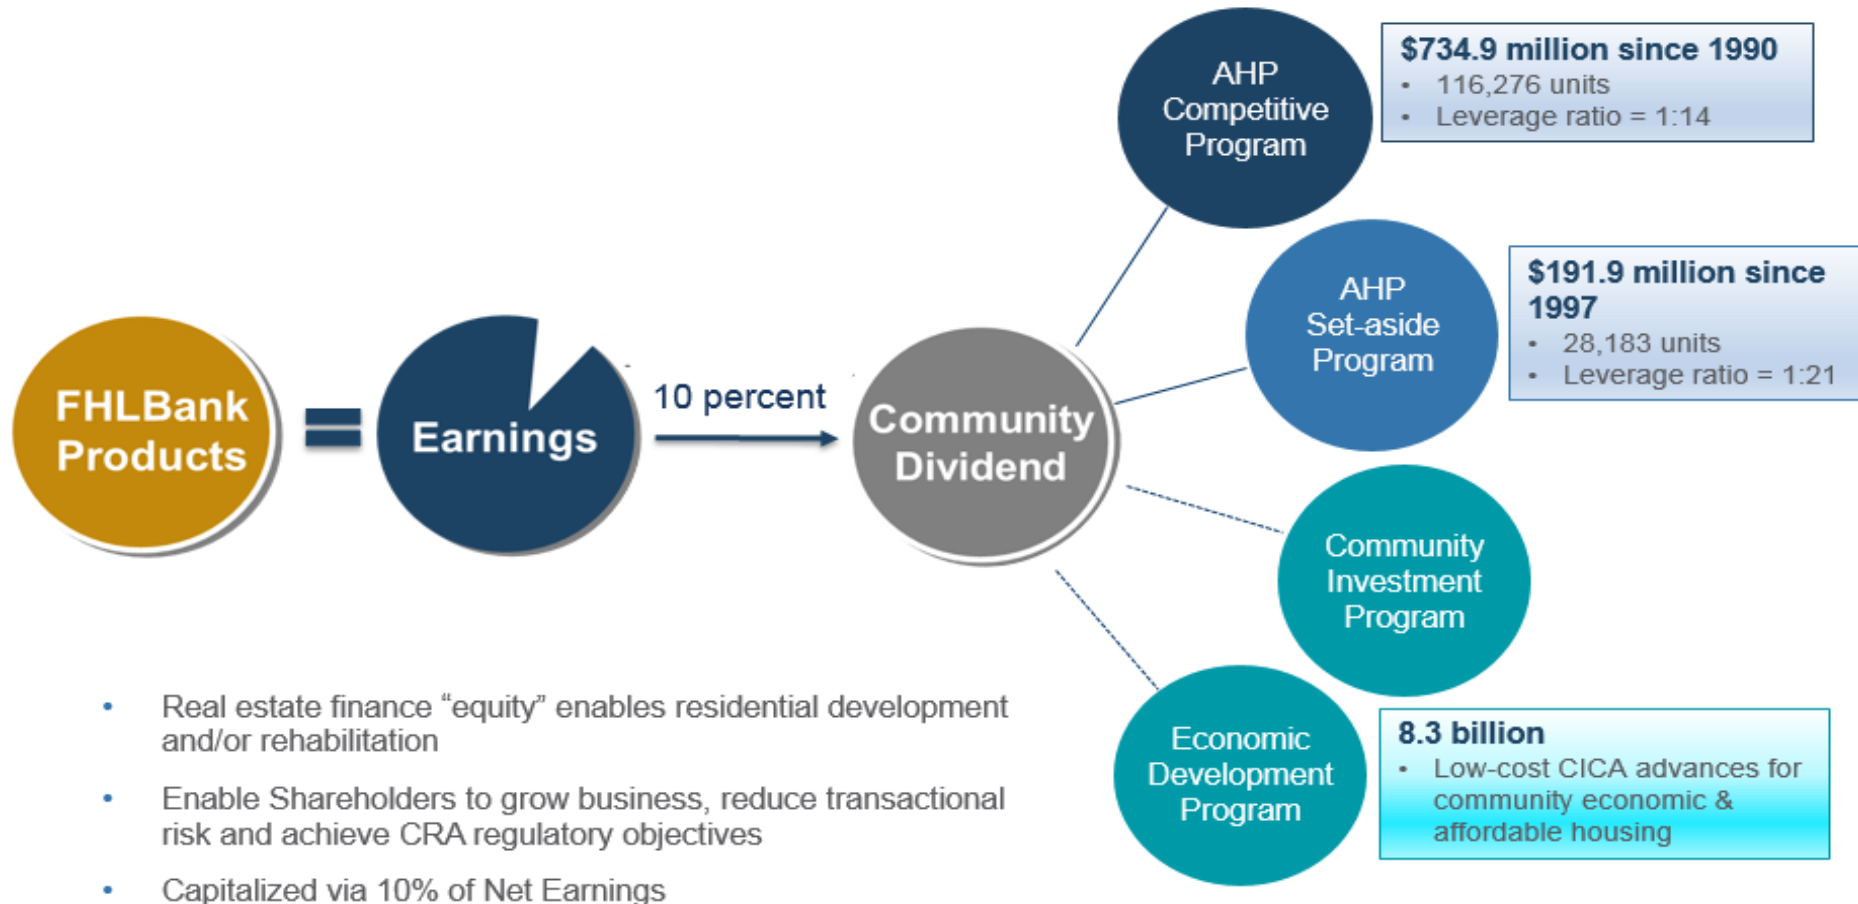 FHLBank
Products
Earnings
10 percent
Community
Dividend
AHP
Competitive
Program
$734.9 million since 1990
• 116,276 units
• Leverage ratio = 1:14
AHP
Set-aside
Program
$191.9 million since
1997
• 28,183 units
• Leverage ratio = 1:21
Community
Investment
Program
Economic
Development
Program
8.3 billion
• Low-cost CICA advances for
community economic &
affordable housing
• Real estate finance “equity” enables residential development
and/or rehabilitation
• Enable Shareholders to grow business, reduce transactional
risk and achieve CRA regulatory objectives
• Capitalized via 10% of Net Earnings